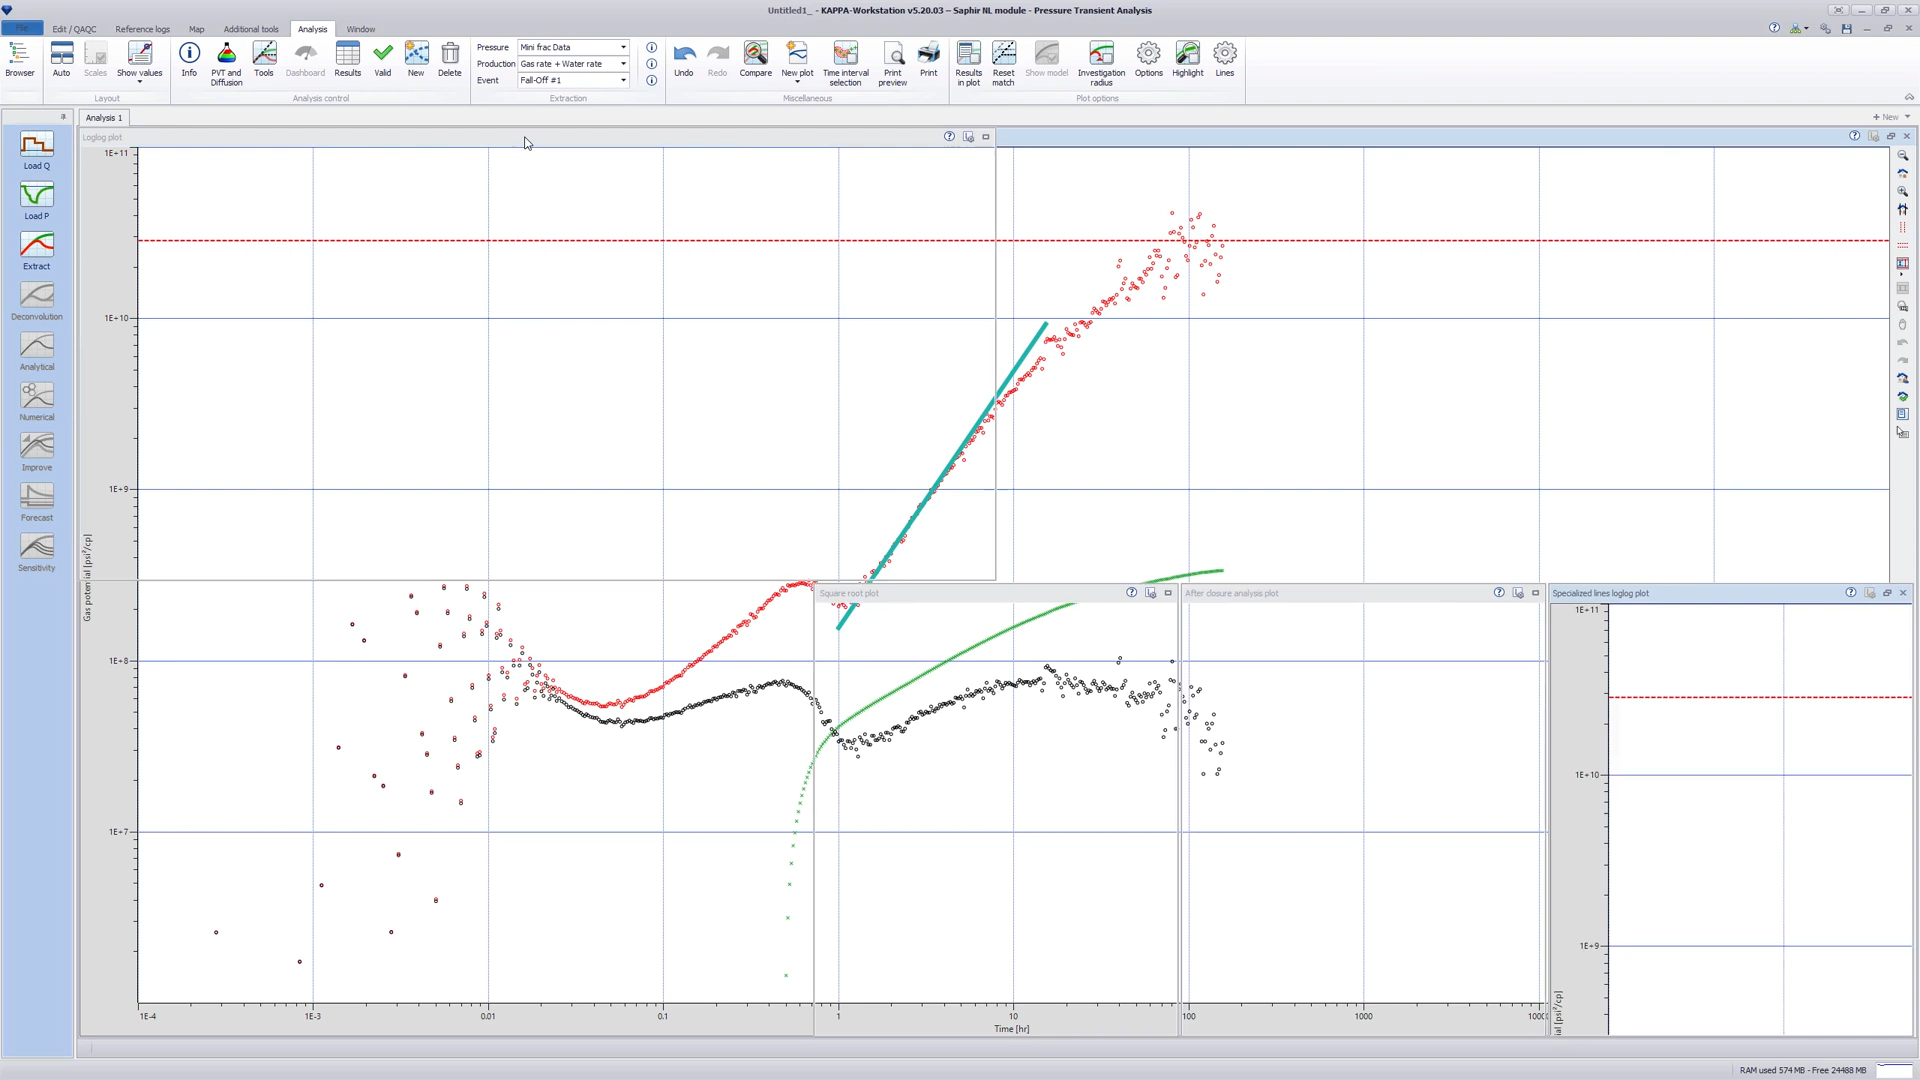 Untitled1_ - KAPPA-Workstation v5.20.03 – Saphir NL module - Pressure Transient Analysis
Edit / QAQC
Reference logs
Map
Additional tools
Analysis
Window
Browser
Auto
Scales
Show values
Layout
Info
PVT and Diffusion
Tools
Dashboard
Results
Valid
New
Delete
Analysis control
Pressure Mini frac Data
Production Gas rate + Water rate
Event Fall-Off #1
Extraction
Undo
Redo
Compare
New plot
Time interval selection
Print preview
Print
Miscellaneous
Results in plot
Reset match
Show model
Investigation radius
Options
Highlight
Lines
Plot options
Analysis 1
+ New
Load Q
Load P
Extract
Deconvolution
Analytical
Numerical
Improve
Forecast
Sensitivity
Loglog plot
1E+11
1E+10
1E+9
1E+8
1E+7
1E-4
1E-3
0.01
0.1
1
10
100
1000
Time [hr]
Square root plot
After closure analysis plot
Specialized lines loglog plot
1E+11
1E+10
1E+9
RAM used 574 MB - Free 24488 MB